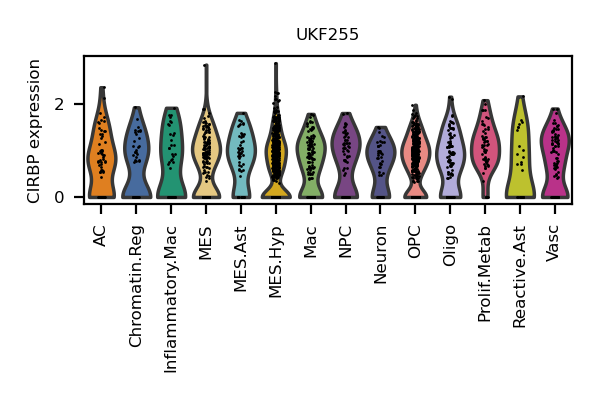 UKF255
CIRBP expression
2
0
AC
Chromatin.Reg
Inflammatory.Mac
MES
MES.Ast
MES.Hyp
Mac
NPC
Neuron
OPC
Oligo
Prolif.Metab
Reactive.Ast
Vasc